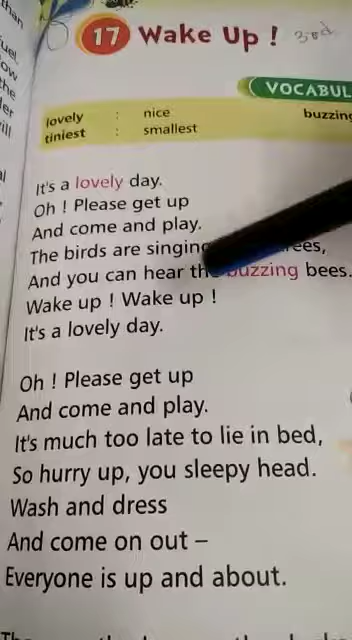 17 Wake Up !
VOCABUL
lovely : nice
buzzing
tiniest : smallest
It's a lovely day.
Oh ! Please get up
And come and play.
The birds are singing
And you can hear the buzzing bees.
Wake up ! Wake up !
It's a lovely day.
Oh ! Please get up
And come and play.
It's much too late to lie in bed,
So hurry up, you sleepy head.
Wash and dress
And come on out –
Everyone is up and about.